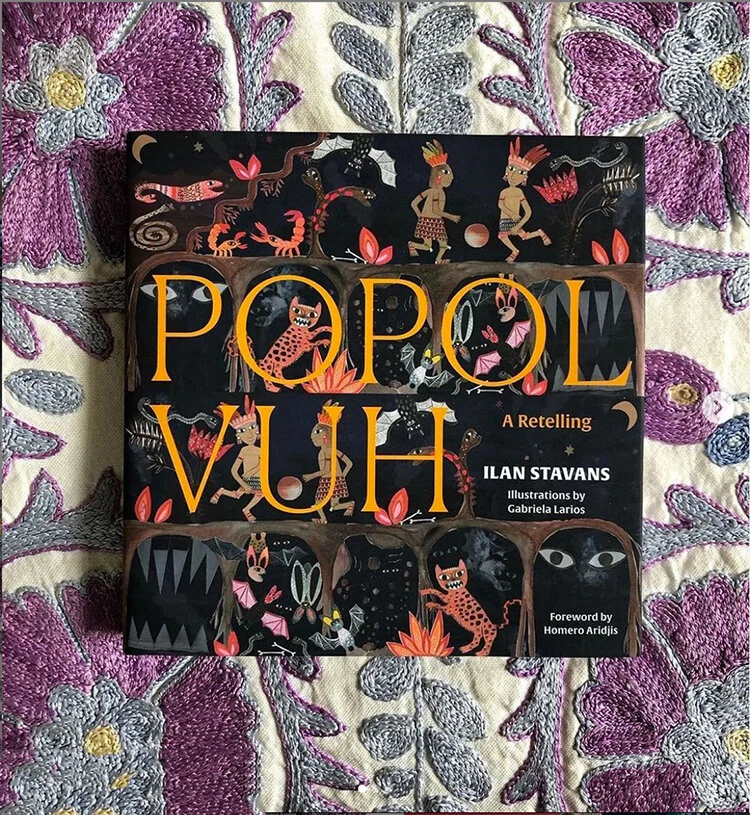 POPOL
VUH
A Retelling
ILAN STAVANS
Illustrations by
Gabriela Larios
Foreword by
Homero Aridjis